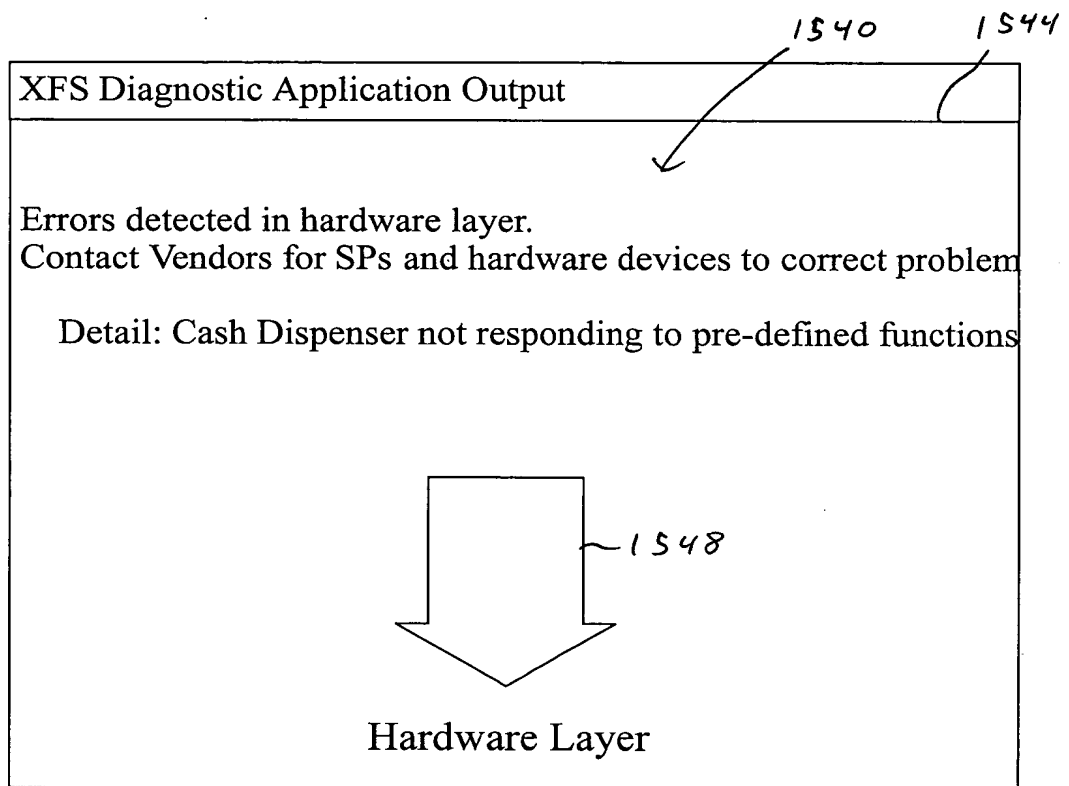 1540 1544
XFS Diagnostic Application Output
Errors detected in hardware layer.
Contact Vendors for SPs and hardware devices to correct problem
Detail: Cash Dispenser not responding to pre-defined functions
1548
Hardware Layer